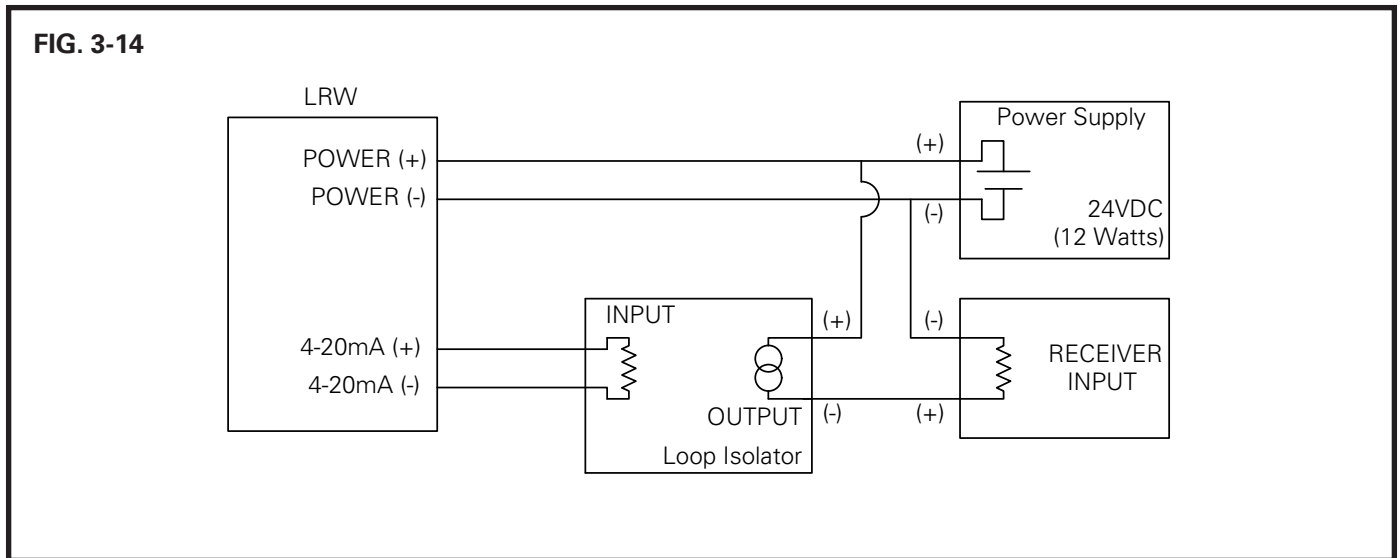 FIG. 3-14
LRW
POWER (+)
POWER (-)
4-20mA (+)
4-20mA (-)
(+)
(-)
Power Supply
24VDC
(12 Watts)
INPUT
(+)
OUTPUT
(-)
Loop Isolator
(-)
(+)
RECEIVER
INPUT